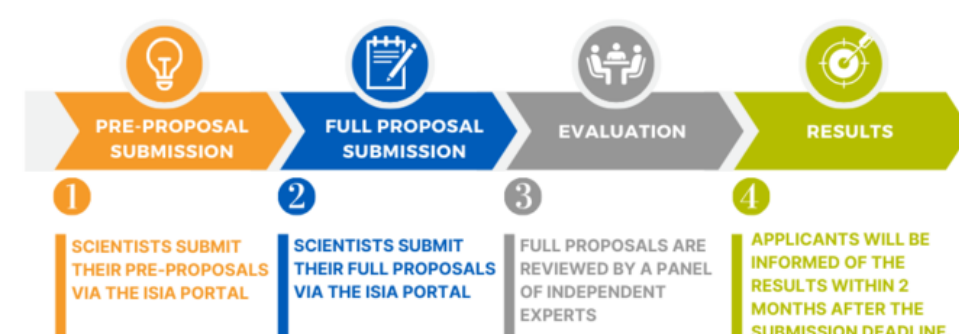 PRE-PROPOSAL
SUBMISSION
FULL PROPOSAL
SUBMISSION
EVALUATION
RESULTS
1
SCIENTISTS SUBMIT
THEIR PRE-PROPOSALS
VIA THE ISIA PORTAL
2
SCIENTISTS SUBMIT
THEIR FULL PROPOSALS
VIA THE ISIA PORTAL
3
FULL PROPOSALS ARE
REVIEWED BY A PANEL
OF INDEPENDENT
EXPERTS
4
APPLICANTS WILL BE
INFORMED OF THE
RESULTS WITHIN 2
MONTHS AFTER THE
SUBMISSION DEADLINE